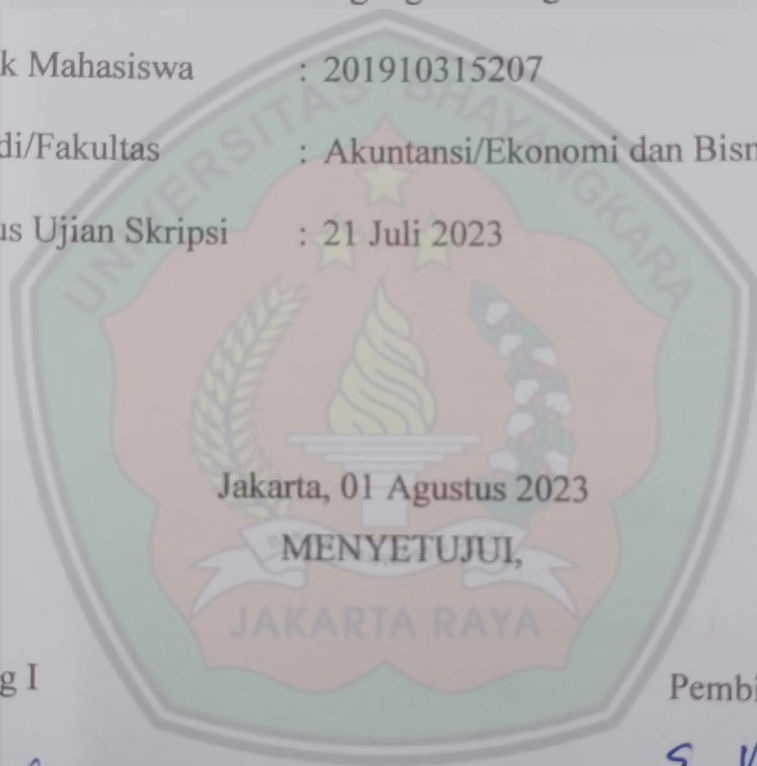 k Mahasiswa : 201910315207
di/Fakultas : Akuntansi/Ekonomi dan Bisn
us Ujian Skripsi : 21 Juli 2023
UNIVERSITAS BHAYANGKARA
Jakarta, 01 Agustus 2023
MENYETUJUI,
JAKARTA RAYA
g I Pembi